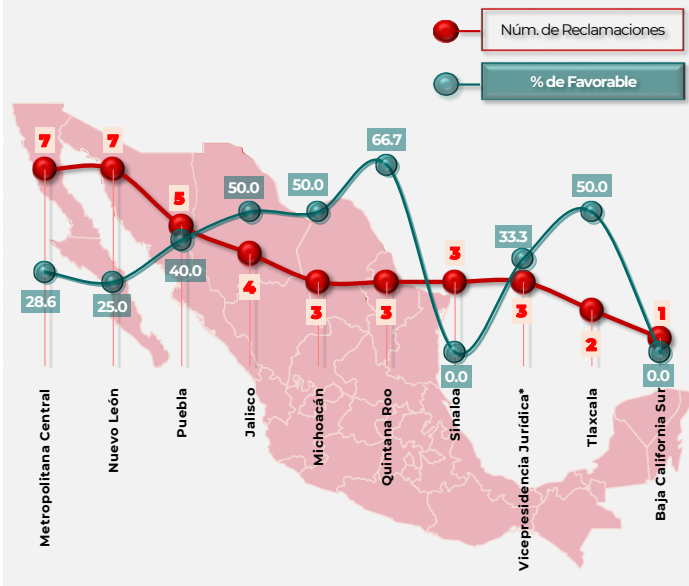 Núm. de Reclamaciones
% de Favorable
7
7
5
4
3
3
3
3
2
1
28.6
25.0
40.0
50.0
50.0
66.7
0.0
33.3
50.0
0.0
Metropolitana Central
Nuevo León
Puebla
Jalisco
Michoacán
Quintana Roo
Sinaloa
Vicepresidencia Jurídica*
Tlaxcala
Baja California Sur